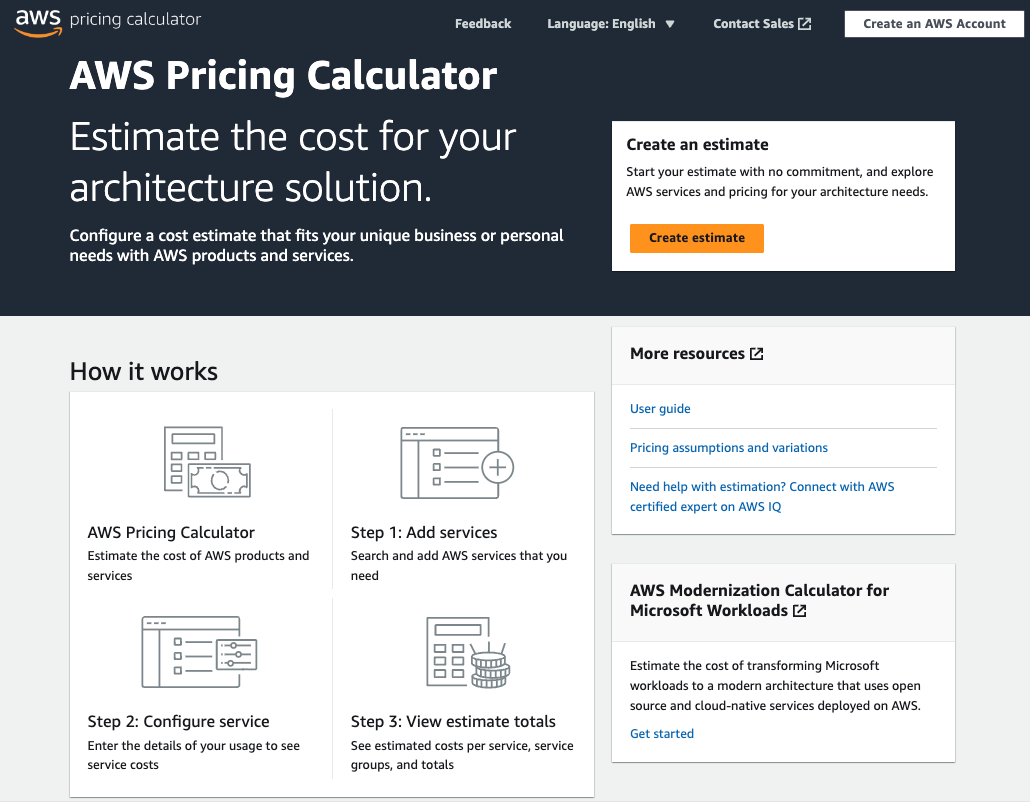 aws pricing calculator
Feedback
Language: English
Contact Sales
Create an AWS Account
AWS Pricing Calculator
Estimate the cost for your
architecture solution.
Configure a cost estimate that fits your unique business or personal
needs with AWS products and services.
Create an estimate
Start your estimate with no commitment, and explore
AWS services and pricing for your architecture needs.
Create estimate
How it works
AWS Pricing Calculator
Estimate the cost of AWS products and
services
Step 1: Add services
Search and add AWS services that you
need
Step 2: Configure service
Enter the details of your usage to see
service costs
Step 3: View estimate totals
See estimated costs per service, service
groups, and totals
More resources
User guide
Pricing assumptions and variations
Need help with estimation? Connect with AWS
certified expert on AWS IQ
AWS Modernization Calculator for
Microsoft Workloads
Estimate the cost of transforming Microsoft
workloads to a modern architecture that uses open
source and cloud-native services deployed on AWS.
Get started